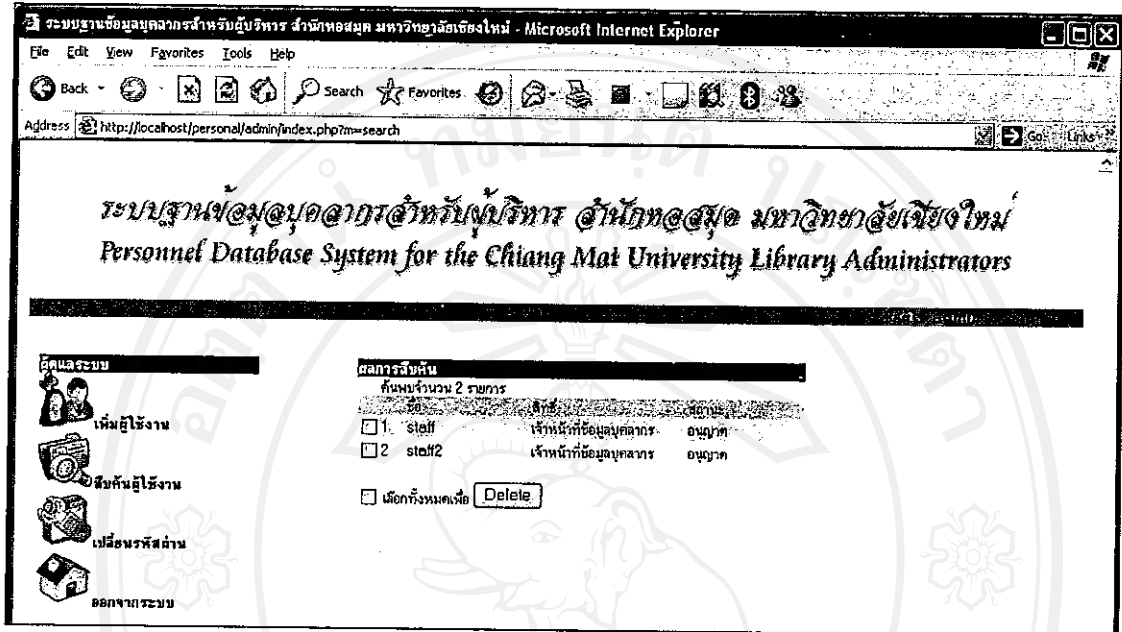 ระบบฐานข้อมูลบุคลากรสำหรับผู้บริหาร สำนักหอสมุด มหาวิทยาลัยเชียงใหม่ - Microsoft Internet Explorer
File Edit View Favorites Tools Help
Back Search Favorites
Address http://localhost/personal/admin/index.php?m=search Go Links
ระบบฐานข้อมูลบุคลากรสำหรับผู้บริหาร สำนักหอสมุด มหาวิทยาลัยเชียงใหม่
Personnel Database System for the Chiang Mai University Library Administrators
ผู้ดูแลระบบ
เพิ่มผู้ใช้งาน
สืบค้นผู้ใช้งาน
เปลี่ยนรหัสผ่าน
ออกจากระบบ
ผลการสืบค้น
ค้นพบจำนวน 2 รายการ
ชื่อ สิทธิ์ สถานะ
1. staff เจ้าหน้าที่ข้อมูลบุคลากร อนุญาต
2 staff2 เจ้าหน้าที่ข้อมูลบุคลากร อนุญาต
เลือกทั้งหมดเพื่อ Delete